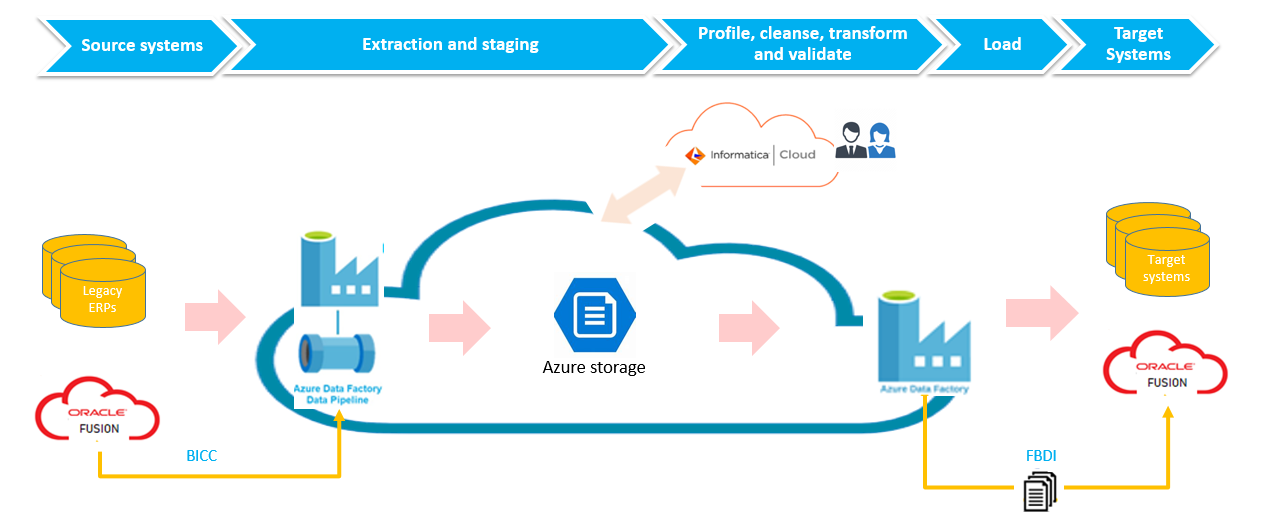 Source systems
Extraction and staging
Profile, cleanse, transform
and validate
Load
Target
Systems
Informatica | Cloud
Legacy
ERPs
Target
systems
Azure storage
Azure Data Factory
Data Pipeline
Azure Data Factory
ORACLE
FUSION
ORACLE
FUSION
BICC
FBDI